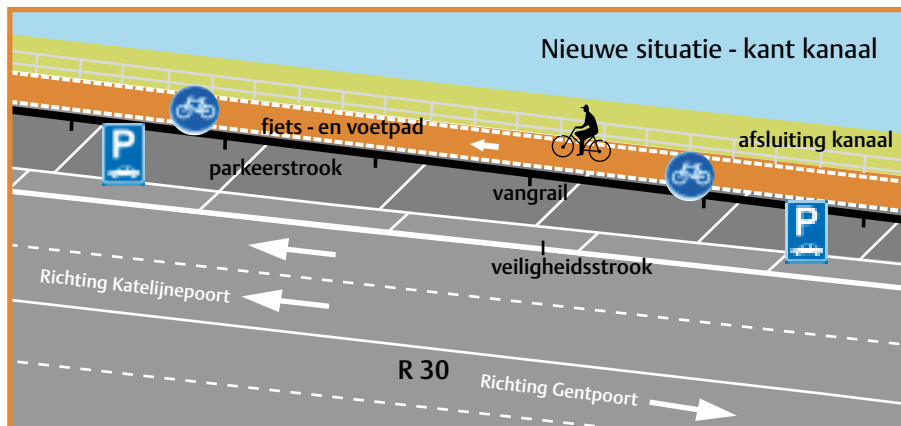 Nieuwe situatie - kant kanaal
fiets - en voetpad
afsluiting kanaal
P
parkeerstrook
vangrail
P
veiligheidsstrook
Richting Katelijnepoort
R 30
Richting Gentpoort